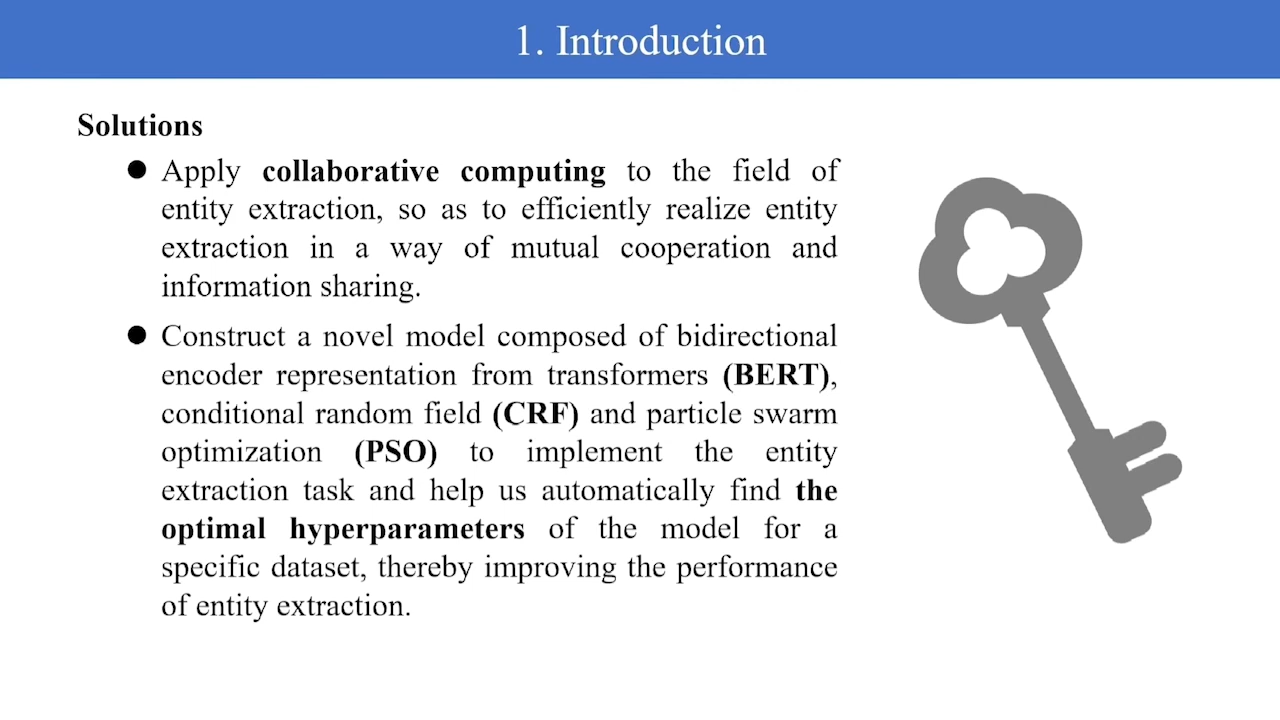 1. Introduction
Solutions
● Apply collaborative computing to the field of
entity extraction, so as to efficiently realize entity
extraction in a way of mutual cooperation and
information sharing.
● Construct a novel model composed of bidirectional
encoder representation from transformers (BERT),
conditional random field (CRF) and particle swarm
optimization (PSO) to implement the entity
extraction task and help us automatically find the
optimal hyperparameters of the model for a
specific dataset, thereby improving the performance
of entity extraction.